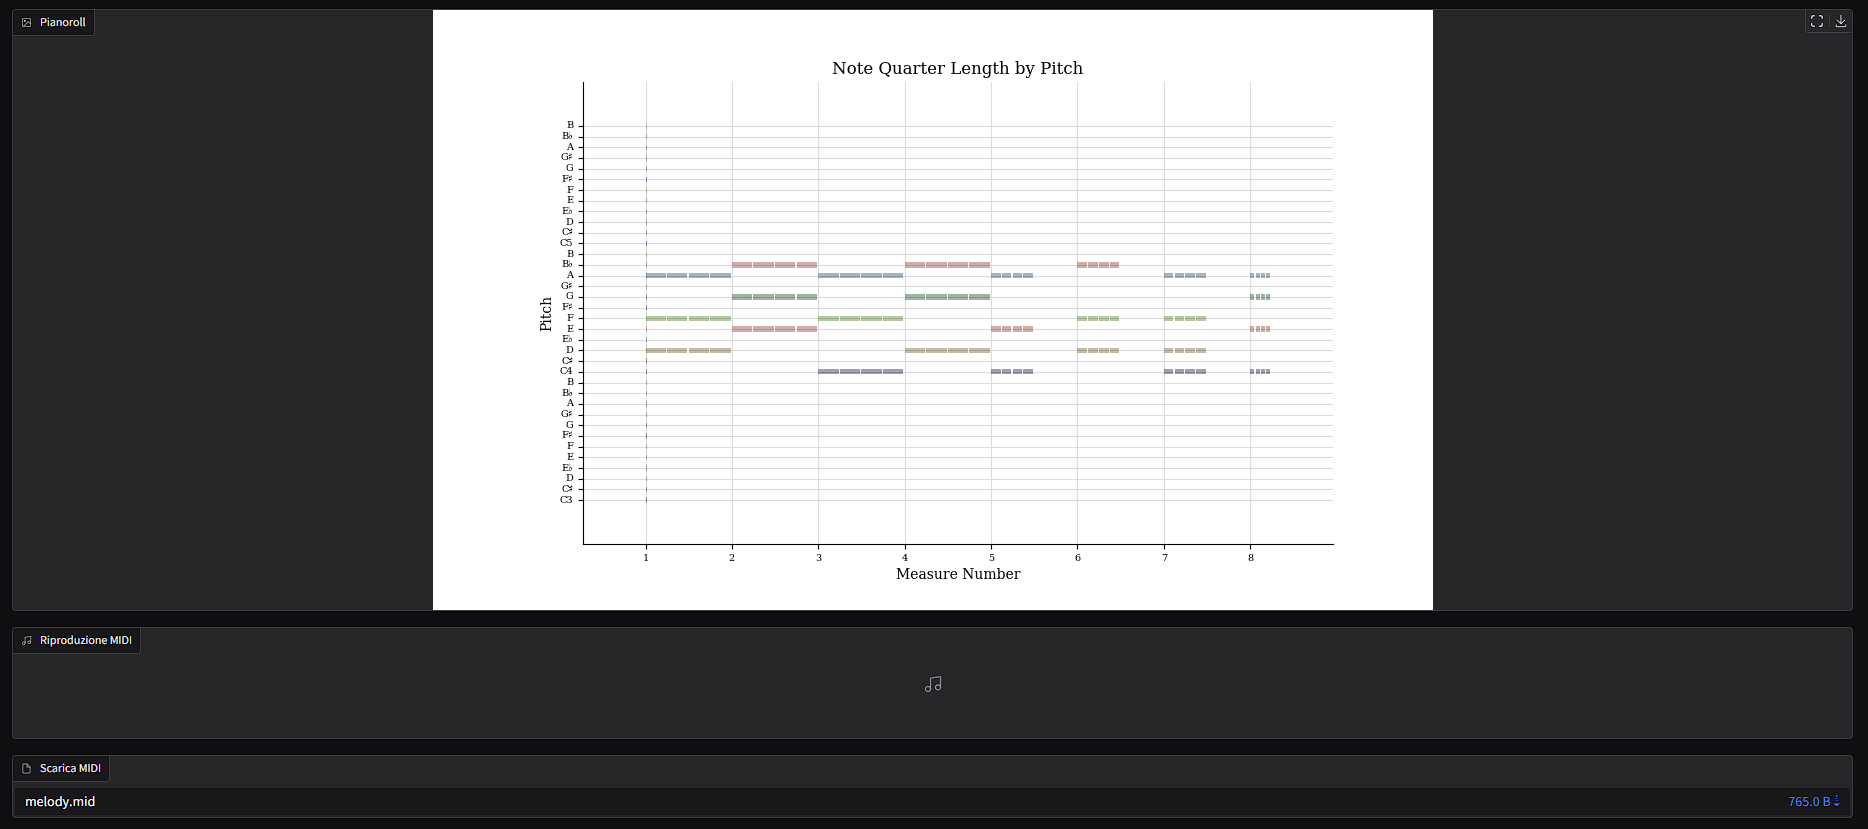 Pianoroll
Note Quarter Length by Pitch
Pitch
B
B♭
A
G♯
G
F♯
F
E
E♭
D
C♯
C5
B
B♭
A
G♯
G
F♯
F
E
E♭
D
C♯
C4
B
B♭
A
G♯
G
F♯
F
E
E♭
D
C♯
C3
1 2 3 4 5 6 7 8
Measure Number
Riproduzione MIDI
Scarica MIDI
melody.mid 765.0 B ⇣